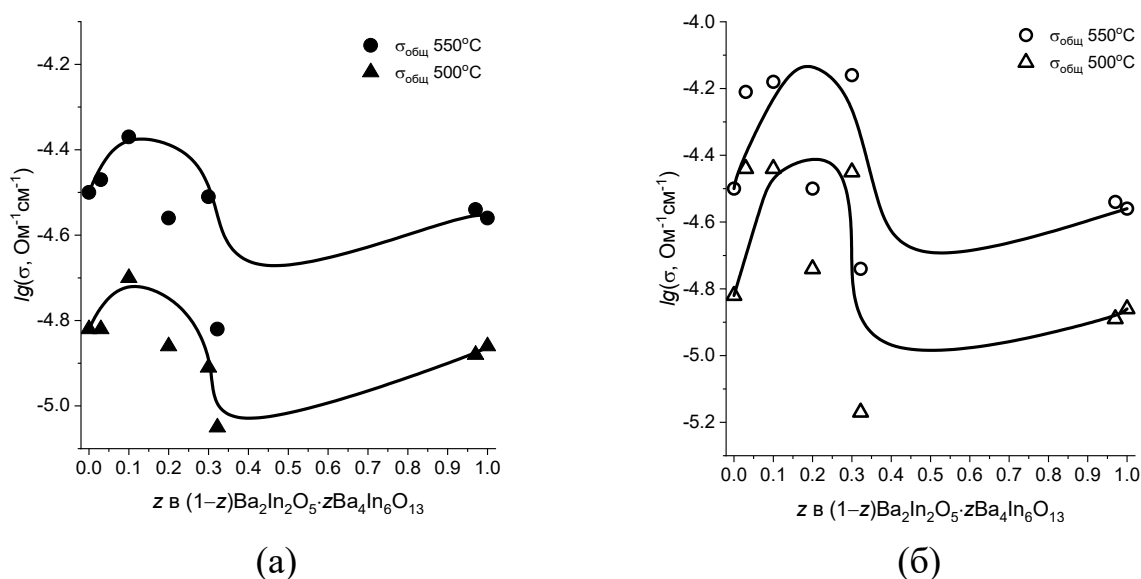 σобщ 550°C
σобщ 500°C
-4.2
-4.4
-4.6
-4.8
-5.0
lg(σ, Ом⁻¹см⁻¹)
0.0 0.1 0.2 0.3 0.4 0.5 0.6 0.7 0.8 0.9 1.0
z в (1–z)Ba₂In₂O₅·zBa₄In₆O₁₃
(а)
σобщ 550°C
σобщ 500°C
-4.0
-4.2
-4.4
-4.6
-4.8
-5.0
-5.2
lg(σ, Ом⁻¹см⁻¹)
0.0 0.1 0.2 0.3 0.4 0.5 0.6 0.7 0.8 0.9 1.0
z в (1–z)Ba₂In₂O₅·zBa₄In₆O₁₃
(б)